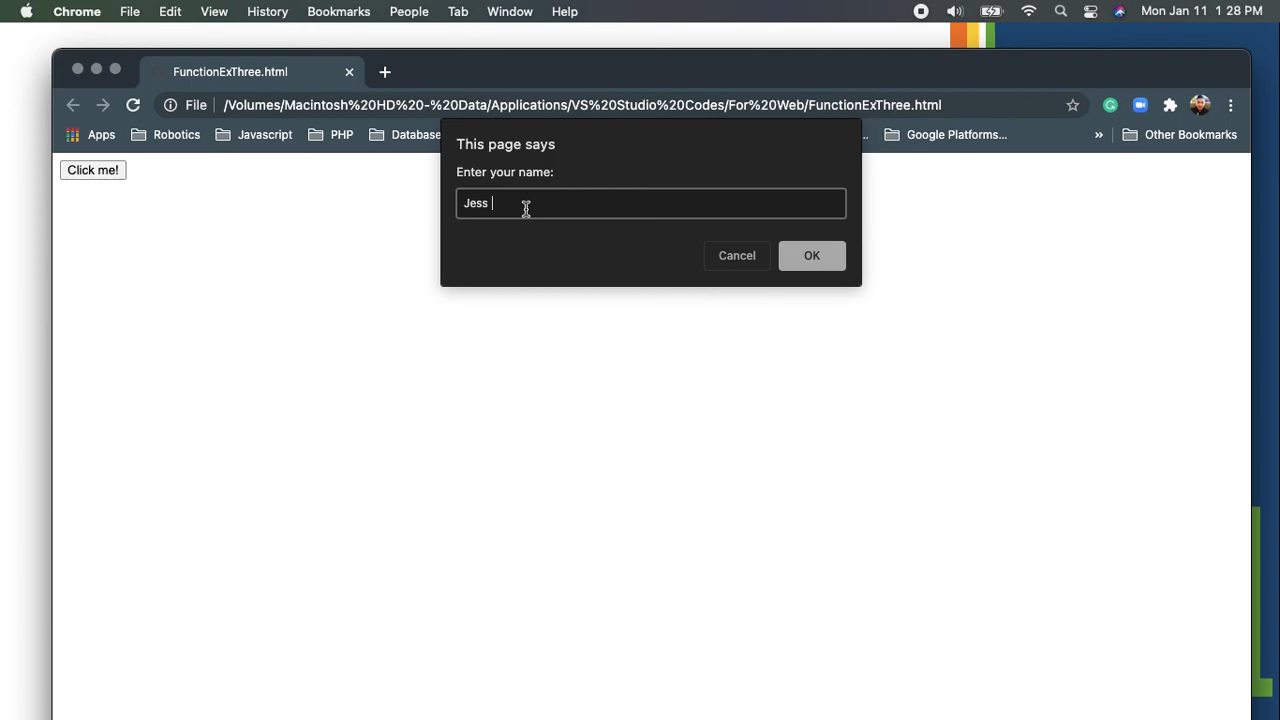 Chrome File Edit View History Bookmarks People Tab Window Help Mon Jan 11 1:28 PM
FunctionExThree.html
File /Volumes/Macintosh%20HD%20-%20Data/Applications/VS%20Studio%20Codes/For%20Web/FunctionExThree.html
Apps Robotics Javascript PHP Database Google Platforms... » Other Bookmarks
This page says
Click me!
Enter your name:
Jess
Cancel OK